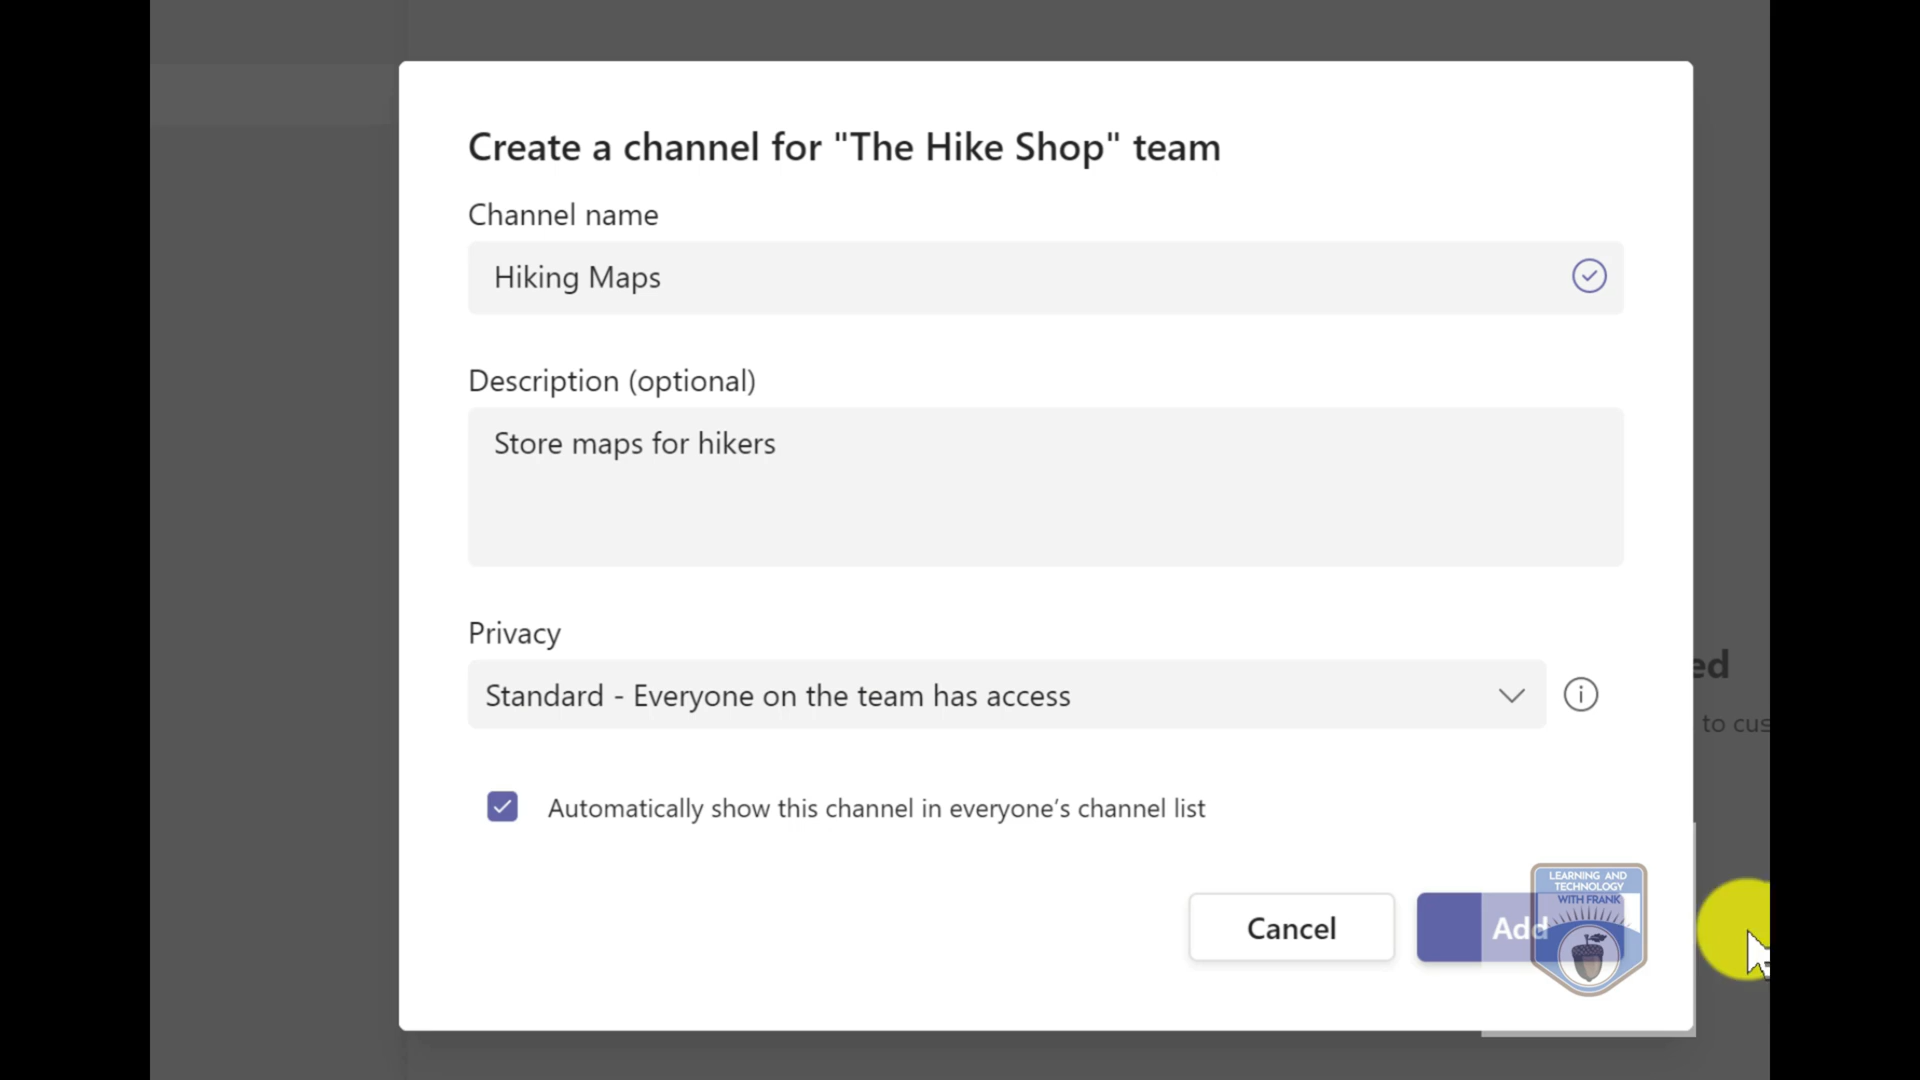 Create a channel for "The Hike Shop" team
Channel name
Hiking Maps
Description (optional)
Store maps for hikers
Privacy
Standard - Everyone on the team has access
ed
to cus
Automatically show this channel in everyone’s channel list
LEARNING AND
TECHNOLOGY
WITH FRANK
Cancel
Add